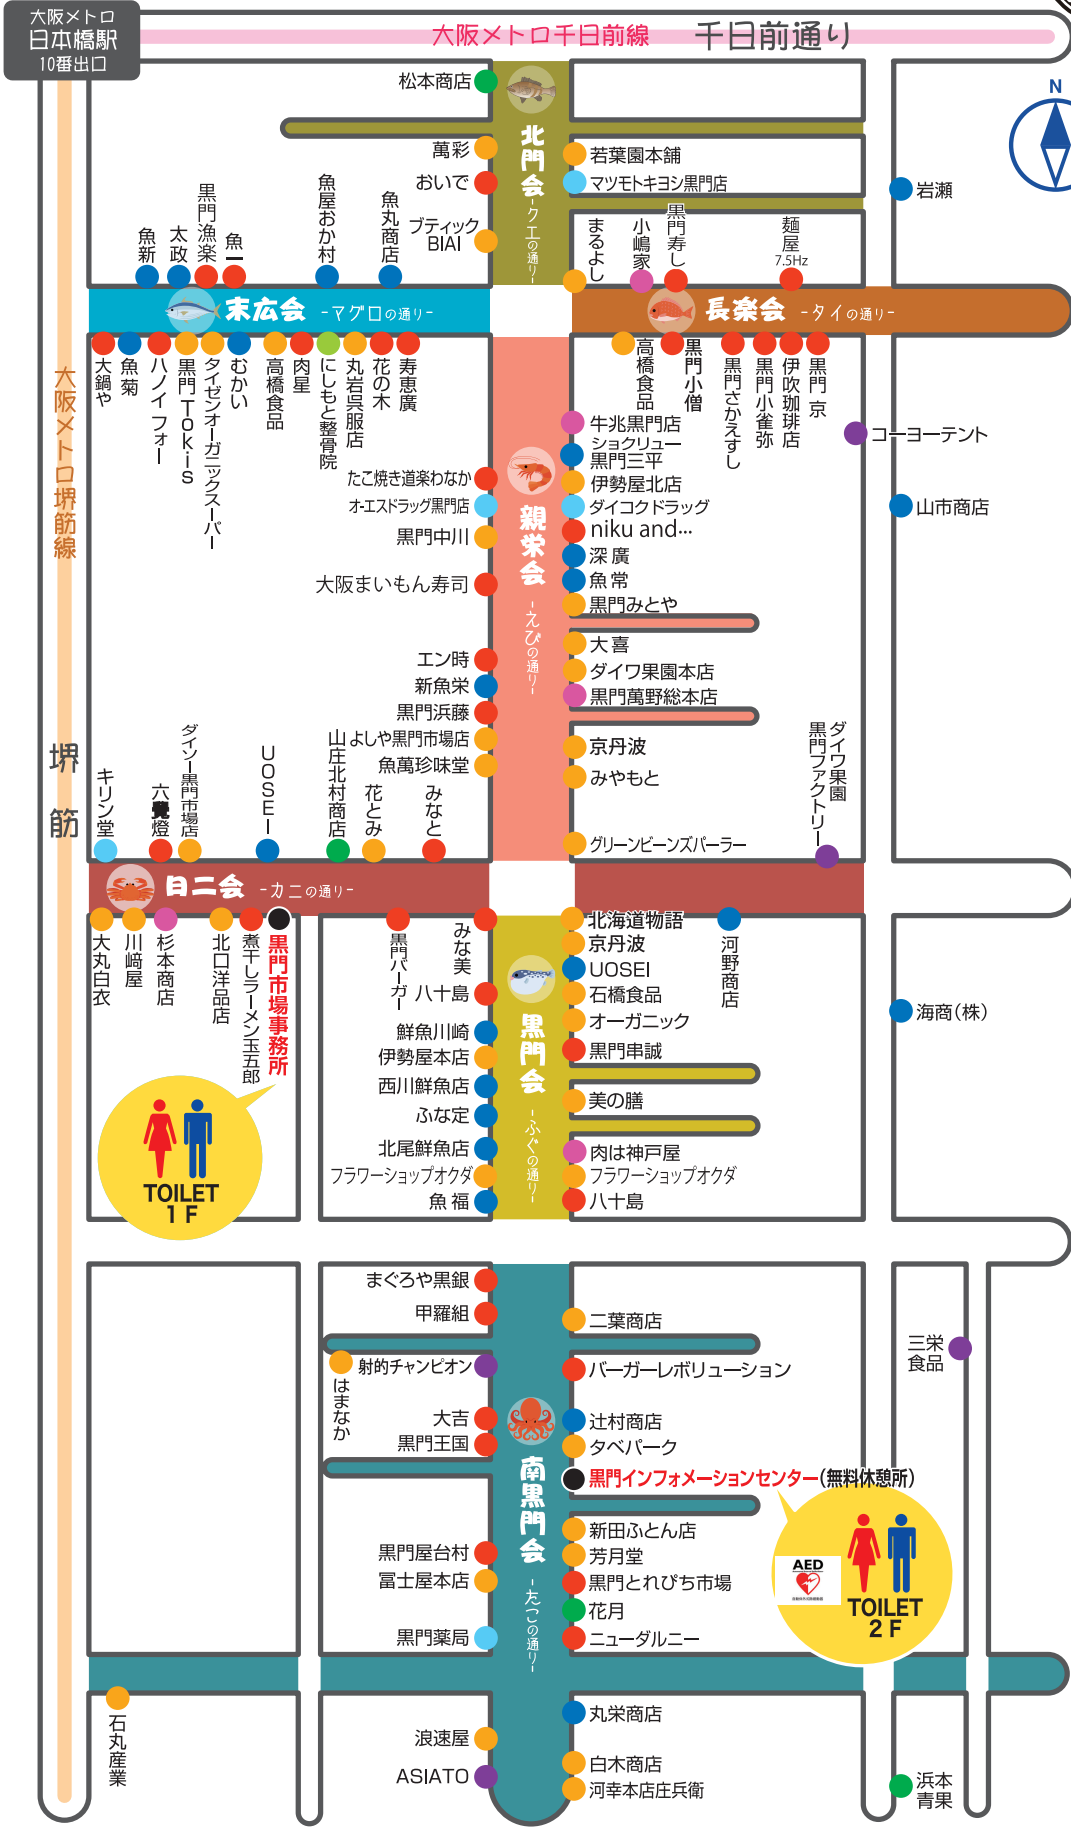 大阪メトロ
日本橋駅
10番出口
大阪メトロ千日前線
千日前通り
N
松本商店
萬彩
おいで
ブティック
BIAI
北門会
-クエの通り-
若葉園本舗
マツモトキヨシ黒門店
岩瀬
魚新
太政
黒門漁楽
魚一
魚屋おか村
魚丸商店
まるよし
小嶋家
黒門寿し
麺屋
7.5Hz
末広会 -マグロの通り-
長楽会 -タイの通り-
大鍋や
魚菊
ハノイフォー
黒門Tokis
タイゼンオーガニックスーパー
むかい
高橋食品
肉星
にしもと整骨院
丸岩呉服店
花の木
寿恵廣
高橋食品
黒門小僧
黒門さかえすし
黒門小雀弥
伊吹珈琲店
黒門 京
コーヨーテント
山市商店
大阪メトロ堺筋線
堺筋
たこ焼き道楽わなか
オーエスドラッグ黒門店
黒門中川
大阪まいもん寿司
エン時
新魚栄
黒門浜藤
よしや黒門市場店
魚萬珍味堂
親栄会
-えびの通り-
牛兆黒門店
ショクリュー
黒門三平
伊勢屋北店
ダイコクドラッグ
niku and…
深廣
魚常
黒門みとや
大喜
ダイワ果園本店
黒門萬野総本店
京丹波
みやもと
グリーンビーンズパーラー
ダイワ果園
黒門ファクトリー
キリン堂
六覺燈
ダイソー黒門市場店
UOSEI
山庄北村商店
花とみ
みなと
日二会 -カニの通り-
大丸白衣
川﨑屋
杉本商店
北口洋品店
煮干しラーメン玉五郎
黒門市場事務所
黒門バーガー
みな美
TOILET
1F
八十島
鮮魚川崎
伊勢屋本店
西川鮮魚店
ふな定
北尾鮮魚店
フラワーショップオクダ
魚福
黒門会
-ふぐの通り-
北海道物語
京丹波
UOSEI
石橋食品
オーガニック
黒門串誠
美の膳
肉は神戸屋
フラワーショップオクダ
八十島
河野商店
海商(株)
まぐろや黒銀
甲羅組
はまなか
射的チャンピオン
大吉
黒門王国
黒門屋台村
冨士屋本店
黒門薬局
南黒門会
-たこの通り-
二葉商店
バーガーレボリューション
辻村商店
タベパーク
黒門インフォメーションセンター(無料休憩所)
新田ふとん店
芳月堂
黒門とれぴち市場
花月
ニューダルニー
AED
TOILET
2F
三栄
食品
石丸産業
浪速屋
ASIATO
丸栄商店
白木商店
河幸本店庄兵衛
浜本
青果